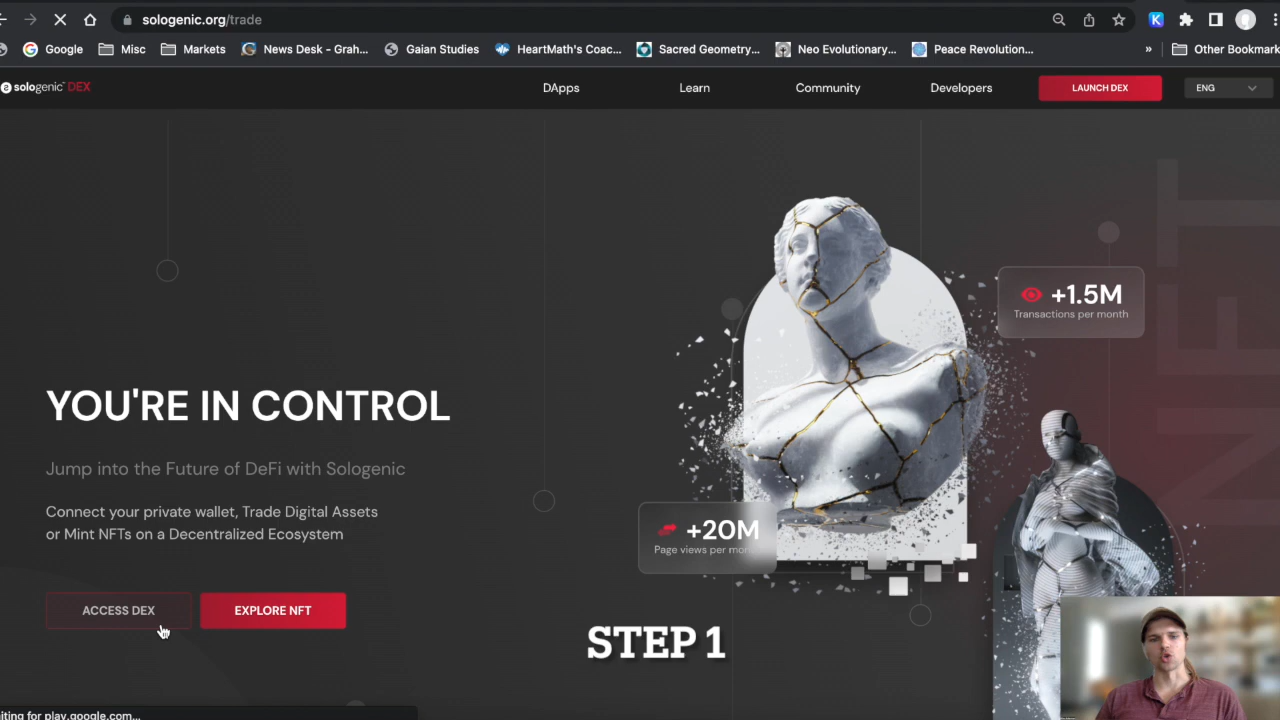 sologenic.org/trade
Google
Misc
Markets
News Desk - Grah...
Gaian Studies
HeartMath's Coac...
Sacred Geometry...
Neo Evolutionary...
Peace Revolution...
»
Other Bookmark
sologenic™ DEX
DApps
Learn
Community
Developers
LAUNCH DEX
ENG
NFT
+1.5M
Transactions per month
YOU'RE IN CONTROL
Jump into the Future of DeFi with Sologenic
Connect your private wallet, Trade Digital Assets
or Mint NFTs on a Decentralized Ecosystem
+20M
Page views per mon
ACCESS DEX
EXPLORE NFT
STEP 1
iting for play.google.com...